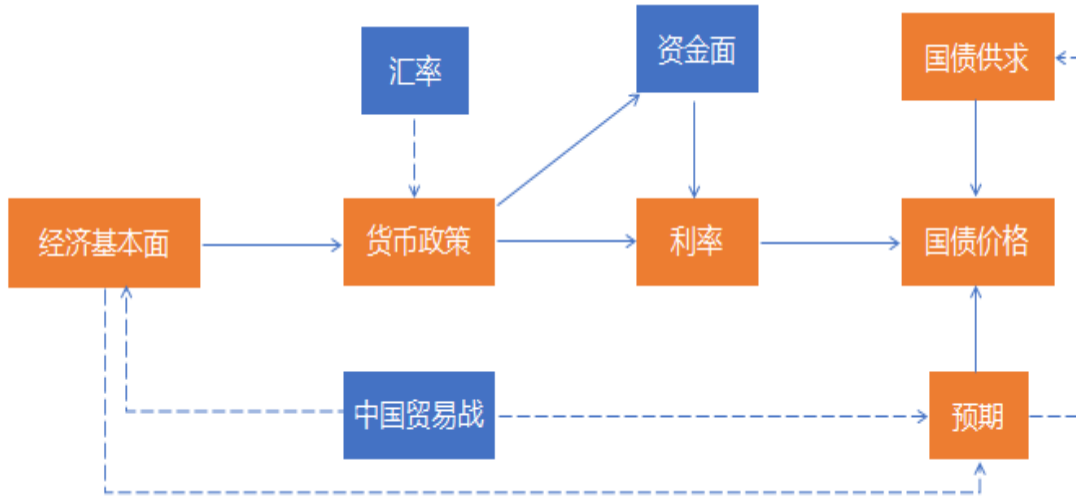 汇率
资金面
国债供求
经济基本面
货币政策
利率
国债价格
中国贸易战
预期